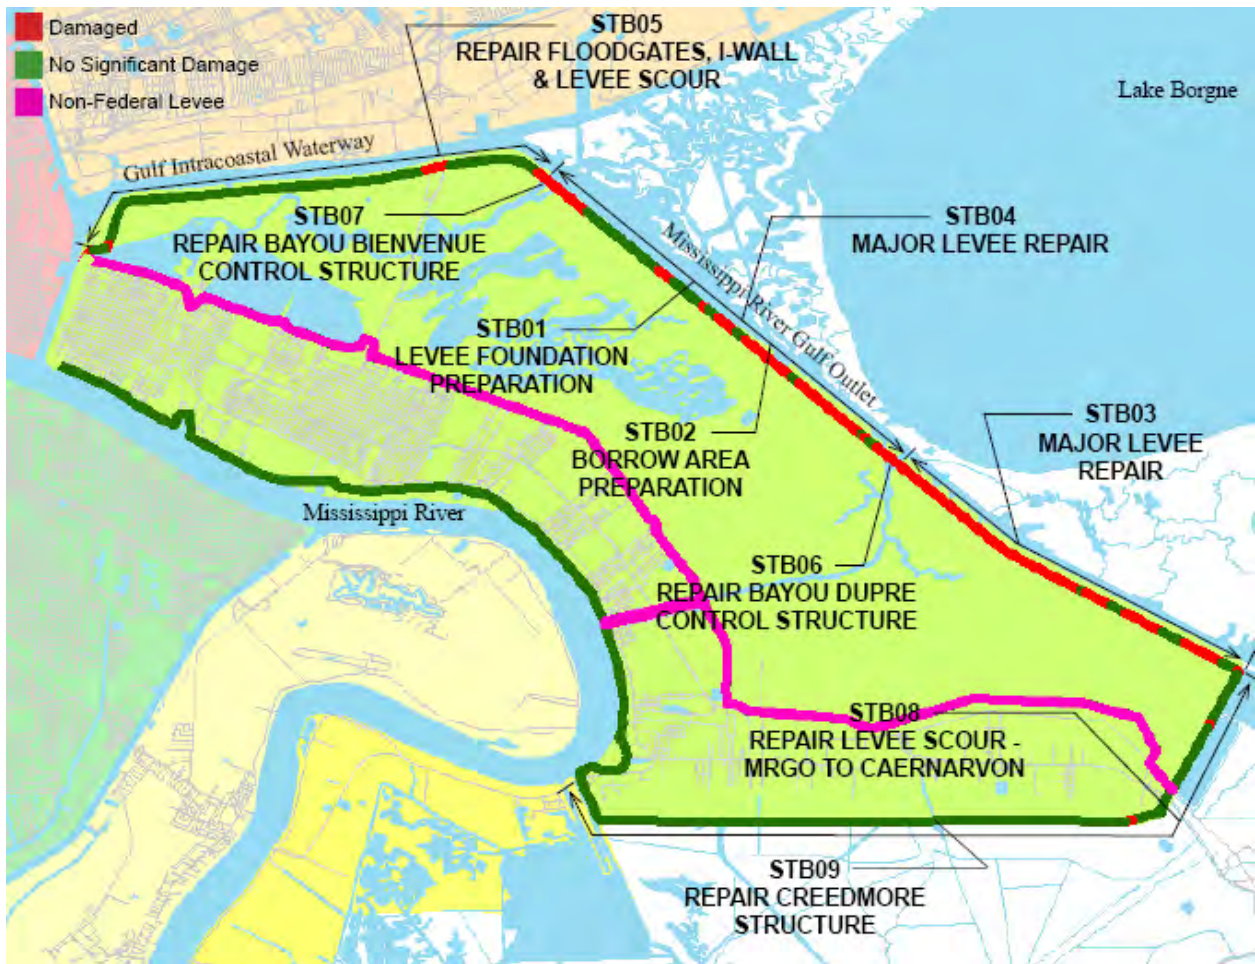 Damaged
No Significant Damage
Non-Federal Levee
STB05
REPAIR FLOODGATES, I-WALL
& LEVEE SCOUR
Lake Borgne
Gulf Intracoastal Waterway
STB07
REPAIR BAYOU BIENVENUE
CONTROL STRUCTURE
STB04
MAJOR LEVEE REPAIR
Mississippi River Gulf Outlet
STB01
LEVEE FOUNDATION
PREPARATION
STB02
BORROW AREA
PREPARATION
STB03
MAJOR LEVEE
REPAIR
Mississippi River
STB06
REPAIR BAYOU DUPRE
CONTROL STRUCTURE
STB08
REPAIR LEVEE SCOUR -
MRGO TO CAERNARVON
STB09
REPAIR CREEDMORE
STRUCTURE